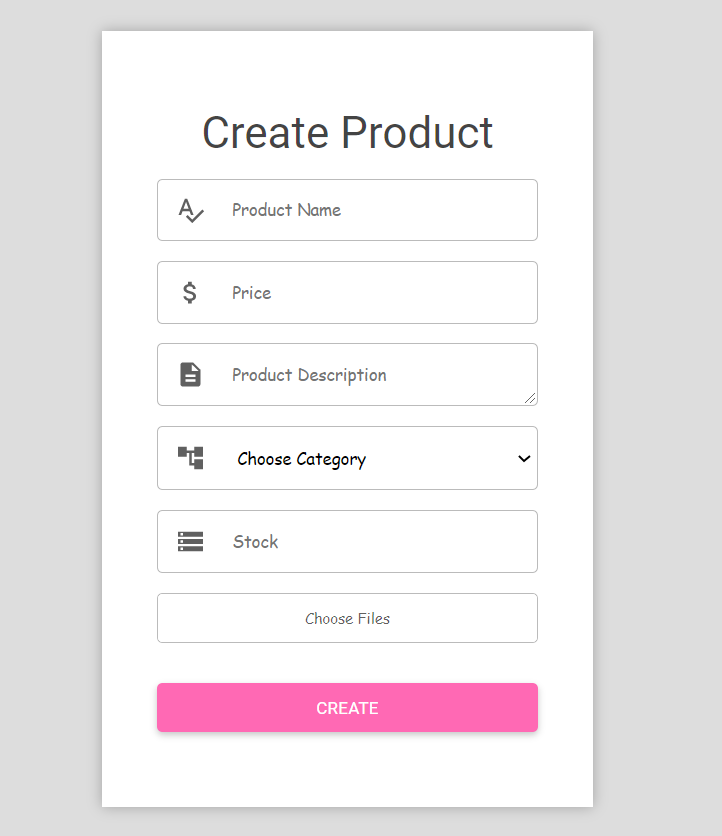 Create Product
Product Name
Price
Product Description
Choose Category
Stock
Choose Files
CREATE